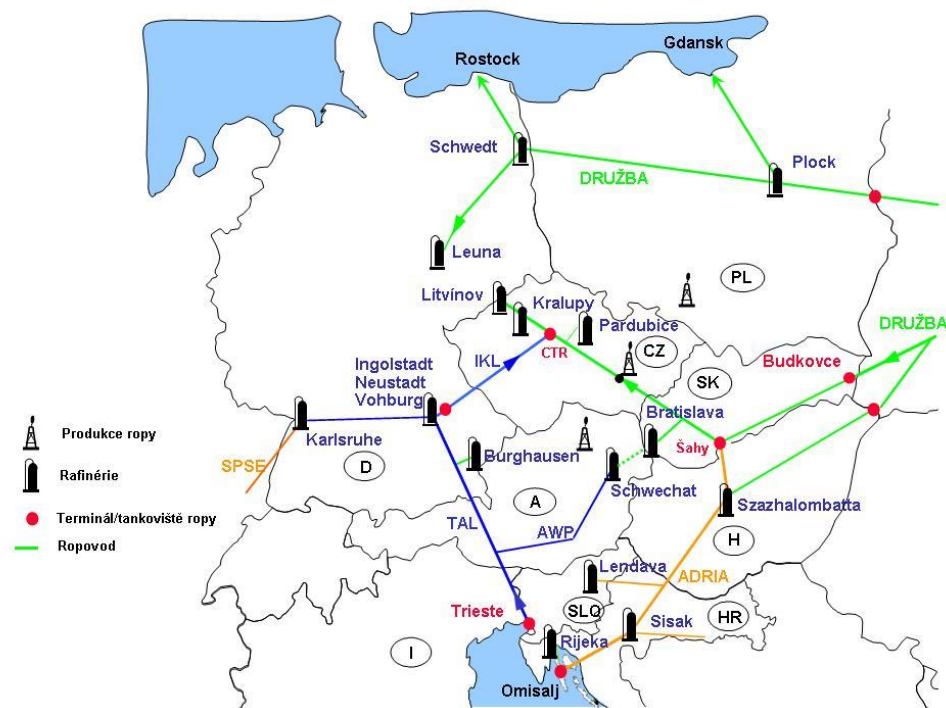 Gdansk
Rostock
Schwedt
Plock
DRUŽBA
Leuna
PL
Litvínov
Kralupy
Pardubice
DRUŽBA
CTR
CZ
IKL
Ingolstadt
Neustadt
Vohburg
Budkovce
SK
Bratislava
Produkce ropy
Karlsruhe
Šahy
SPSE
D
Burghausen
Rafinérie
Schwechat
A
Szazhalombatta
Terminál/tankoviště ropy
TAL
AWP
H
Ropovod
Lendava
ADRIA
Trieste
SLO
Sisak
HR
Rijeka
I
Omisalj